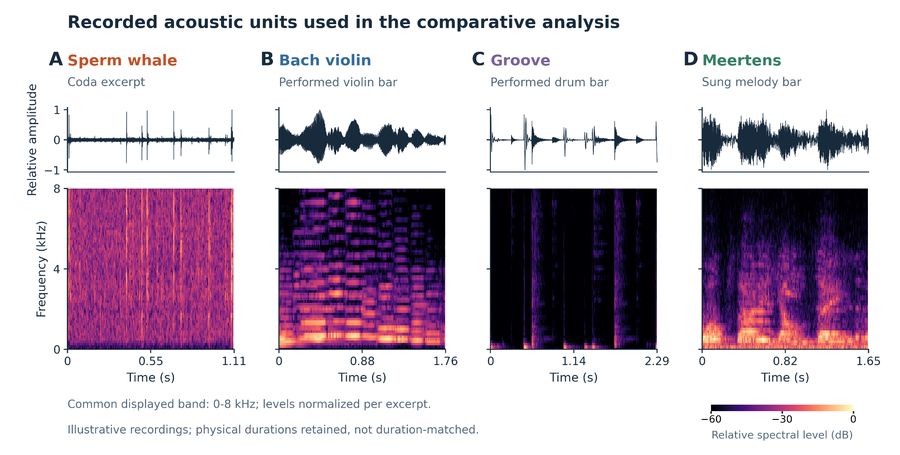 Recorded acoustic units used in the comparative analysis
A Sperm whale
Coda excerpt
B Bach violin
Performed violin bar
C Groove
Performed drum bar
D Meertens
Sung melody bar
Relative amplitude
1
0
−1
Frequency (kHz)
8
4
0
0 0.55 1.11
Time (s)
0 0.88 1.76
Time (s)
0 1.14 2.29
Time (s)
0 0.82 1.65
Time (s)
Common displayed band: 0-8 kHz; levels normalized per excerpt.
Illustrative recordings; physical durations retained, not duration-matched.
−60 −30 0
Relative spectral level (dB)